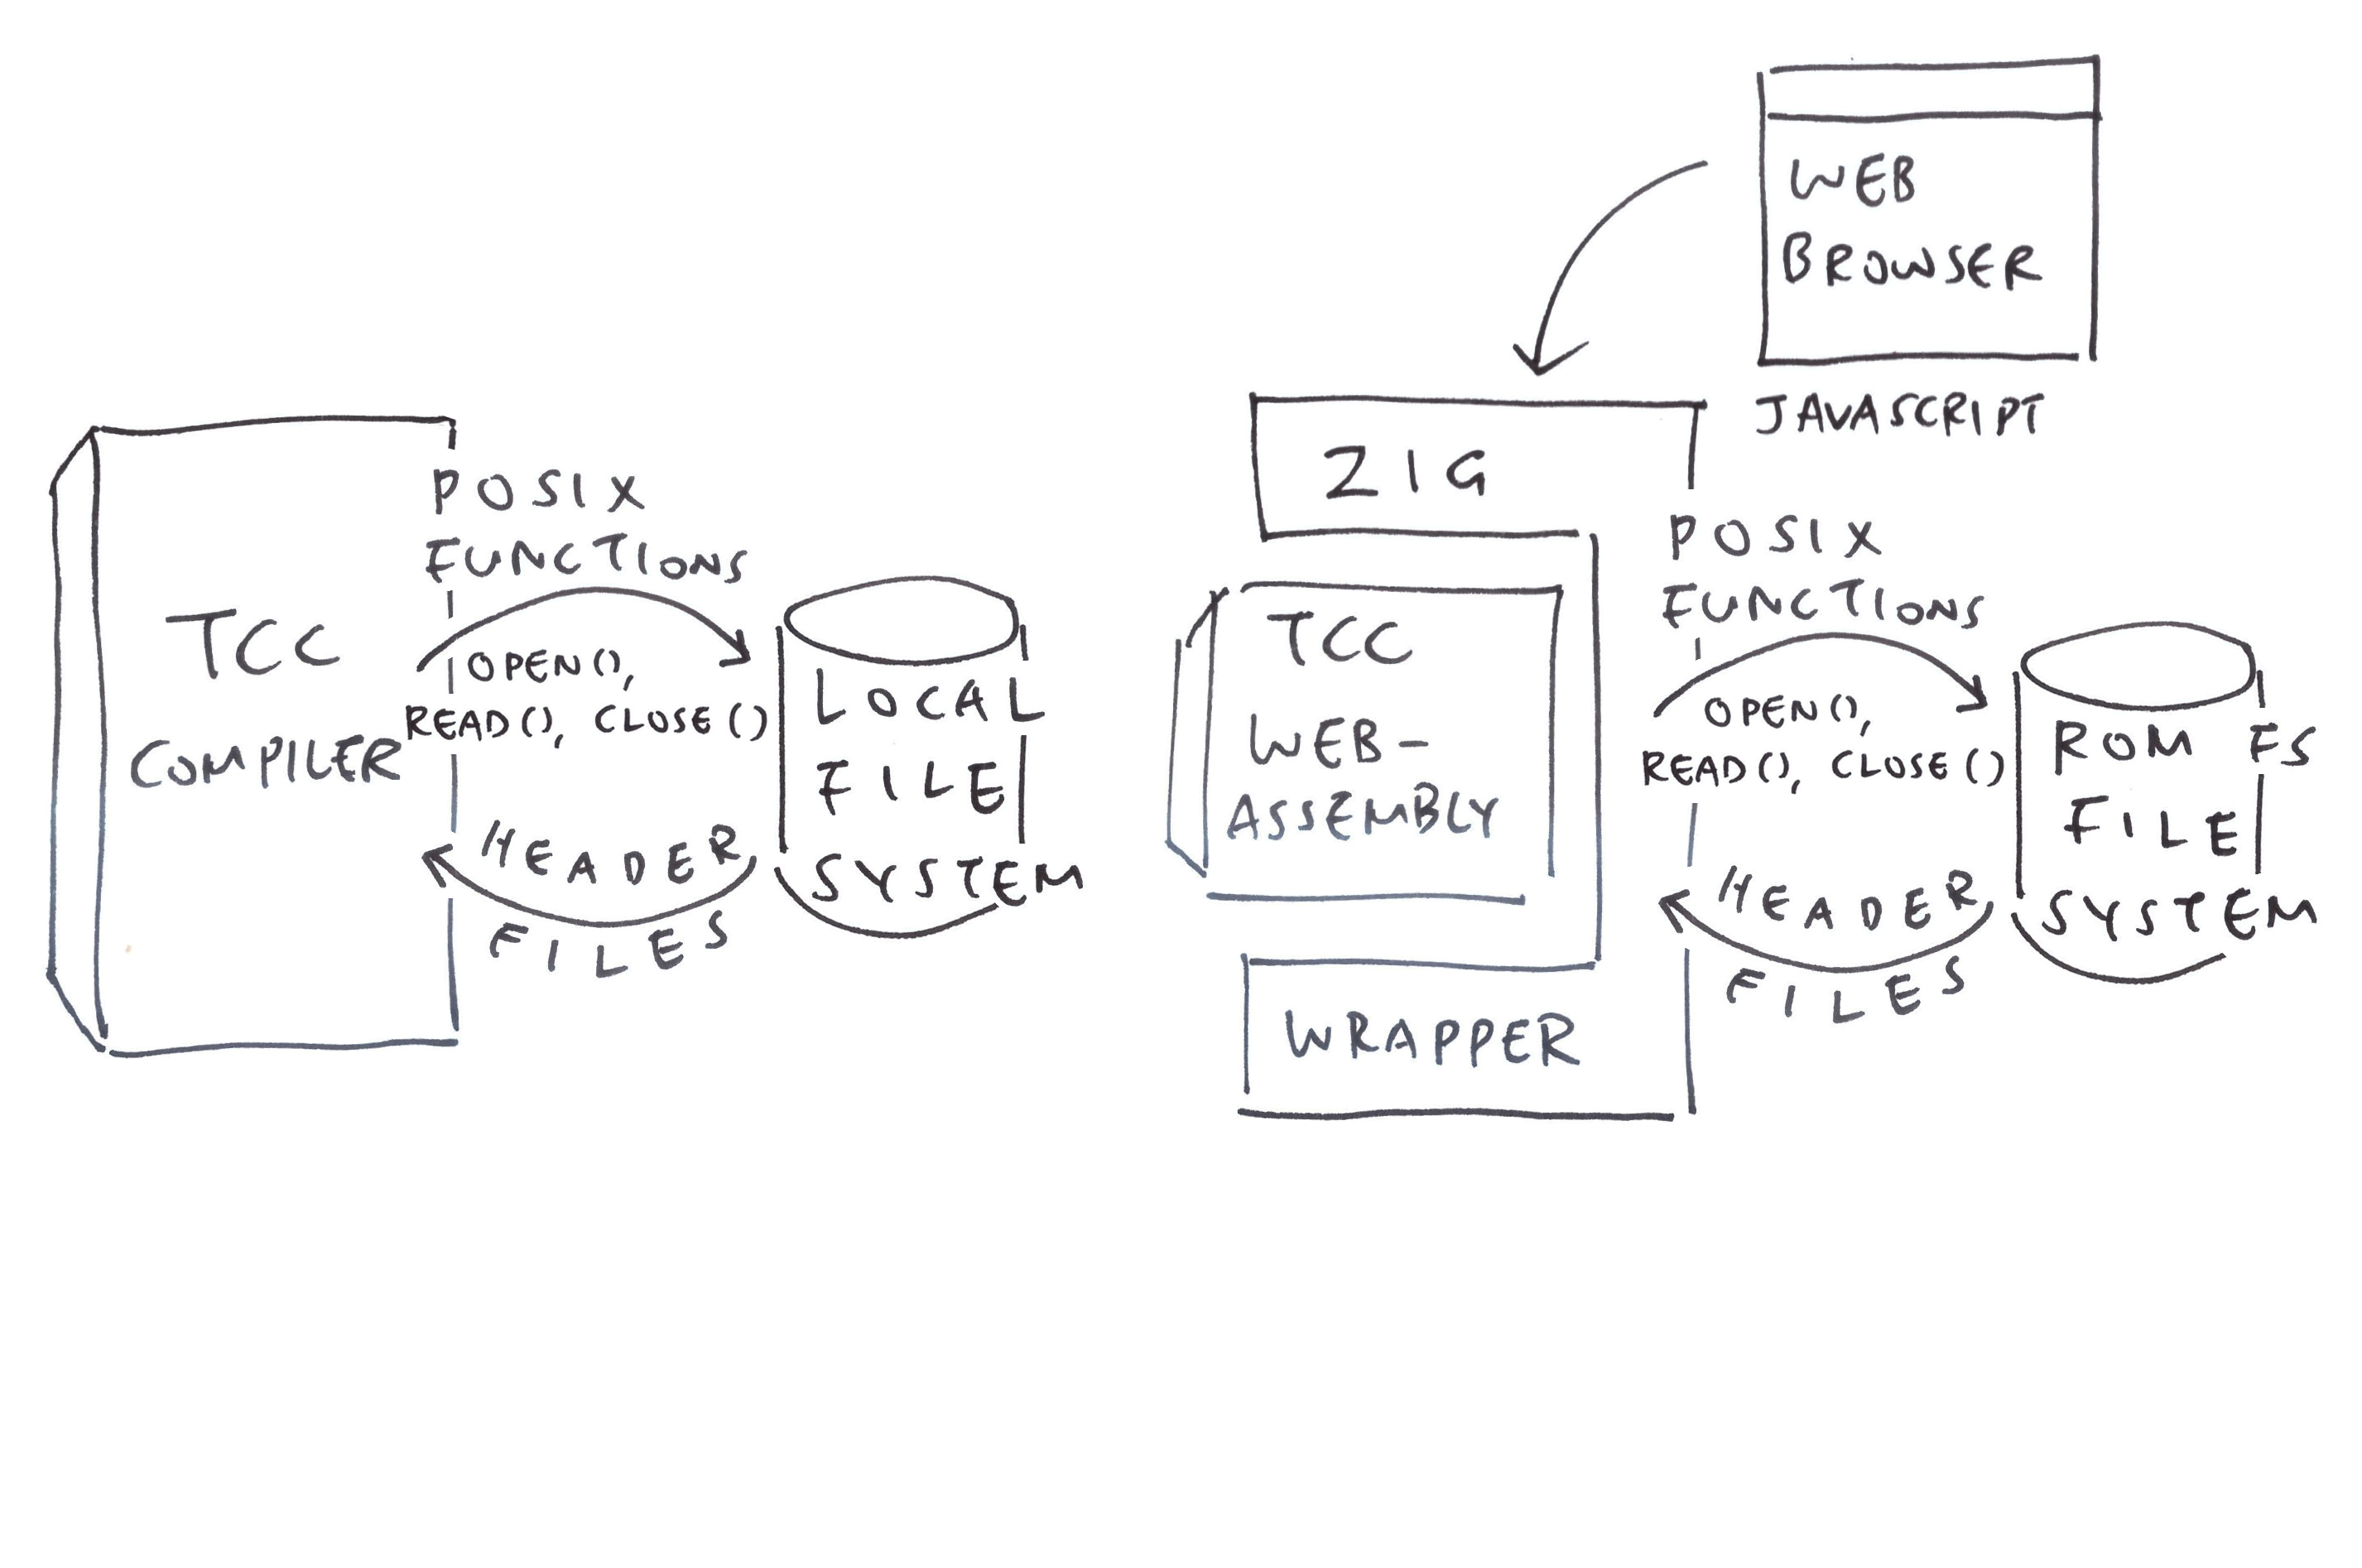 TCC
COMPILER
POSIX
FUNCTIONS
OPEN(),
READ(), CLOSE()
HEADER
FILES
LOCAL
FILE
SYSTEM
WEB
BROWSER
JAVASCRIPT
ZIG
TCC
WEB-
ASSEMBLY
WRAPPER
POSIX
FUNCTIONS
OPEN(),
READ(), CLOSE()
HEADER
FILES
ROM FS
FILE
SYSTEM